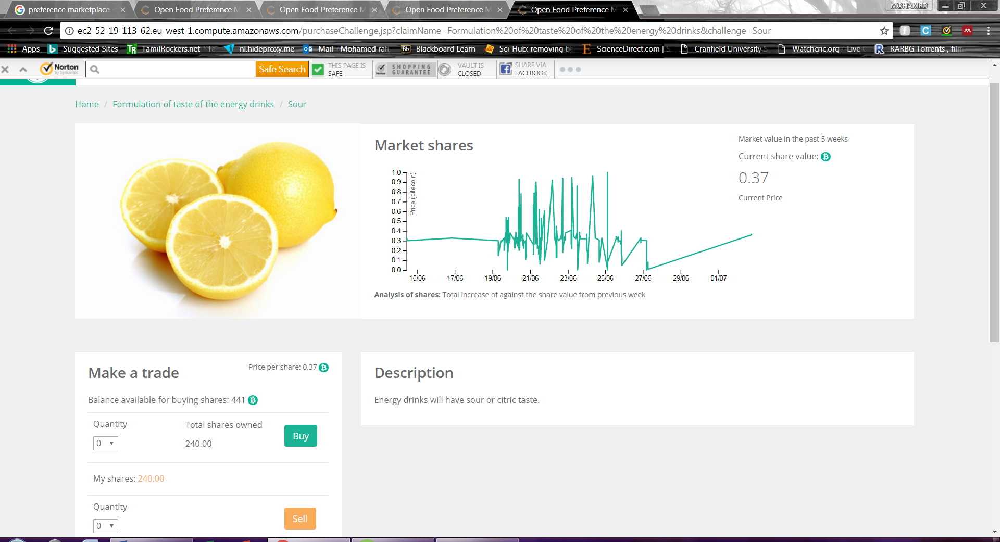 preference marketplace
Open Food Preference M
Open Food Preference M
Open Food Preference M
Open Food Preference M
MOHAMED
ec2-52-19-113-62.eu-west-1.compute.amazonaws.com/purchaseChallenge.jsp?claimName=Formulation%20of%20taste%20of%20the%20energy%20drinks&challenge=Sour
Apps
Suggested Sites
TamilRockers.net - Ta
nl.hideproxy.me
Mail - Mohamed rafi
Blackboard Learn
Sci-Hub: removing ba
ScienceDirect.com | S
Cranfield University S
Watchcric.org - Live
RARBG Torrents , film
Norton
by Symantec
Safe Search
THIS PAGE IS
SAFE
SHOPPING
GUARANTEE
VAULT IS
CLOSED
SHARE VIA
FACEBOOK
Home / Formulation of taste of the energy drinks / Sour
Market shares
Market value in the past 5 weeks
Current share value:
0.37
Current Price
1.0
0.9
0.8
0.7
0.6
0.5
0.4
0.3
0.2
0.1
0.0
Price (bitecoin)
15/06 17/06 19/06 21/06 23/06 25/06 27/06 29/06 01/07
Analysis of shares: Total increase of against the share value from previous week
Make a trade
Price per share: 0.37
Balance available for buying shares: 441
Quantity
Total shares owned
0
240.00
Buy
My shares: 240.00
Quantity
0
Sell
Description
Energy drinks will have sour or citric taste.